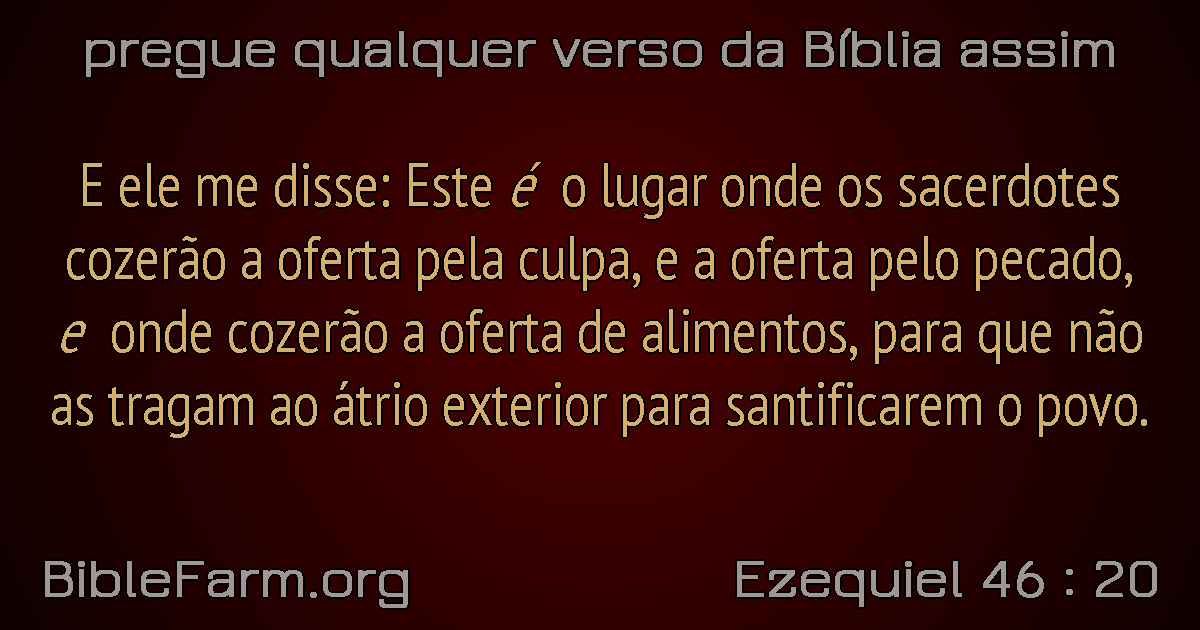 pregue qualquer verso da Bíblia assim
E ele me disse: Este é o lugar onde os sacerdotes
cozerão a oferta pela culpa, e a oferta pelo pecado,
e onde cozerão a oferta de alimentos, para que não
as tragam ao átrio exterior para santificarem o povo.
BibleFarm.org
Ezequiel 46 : 20